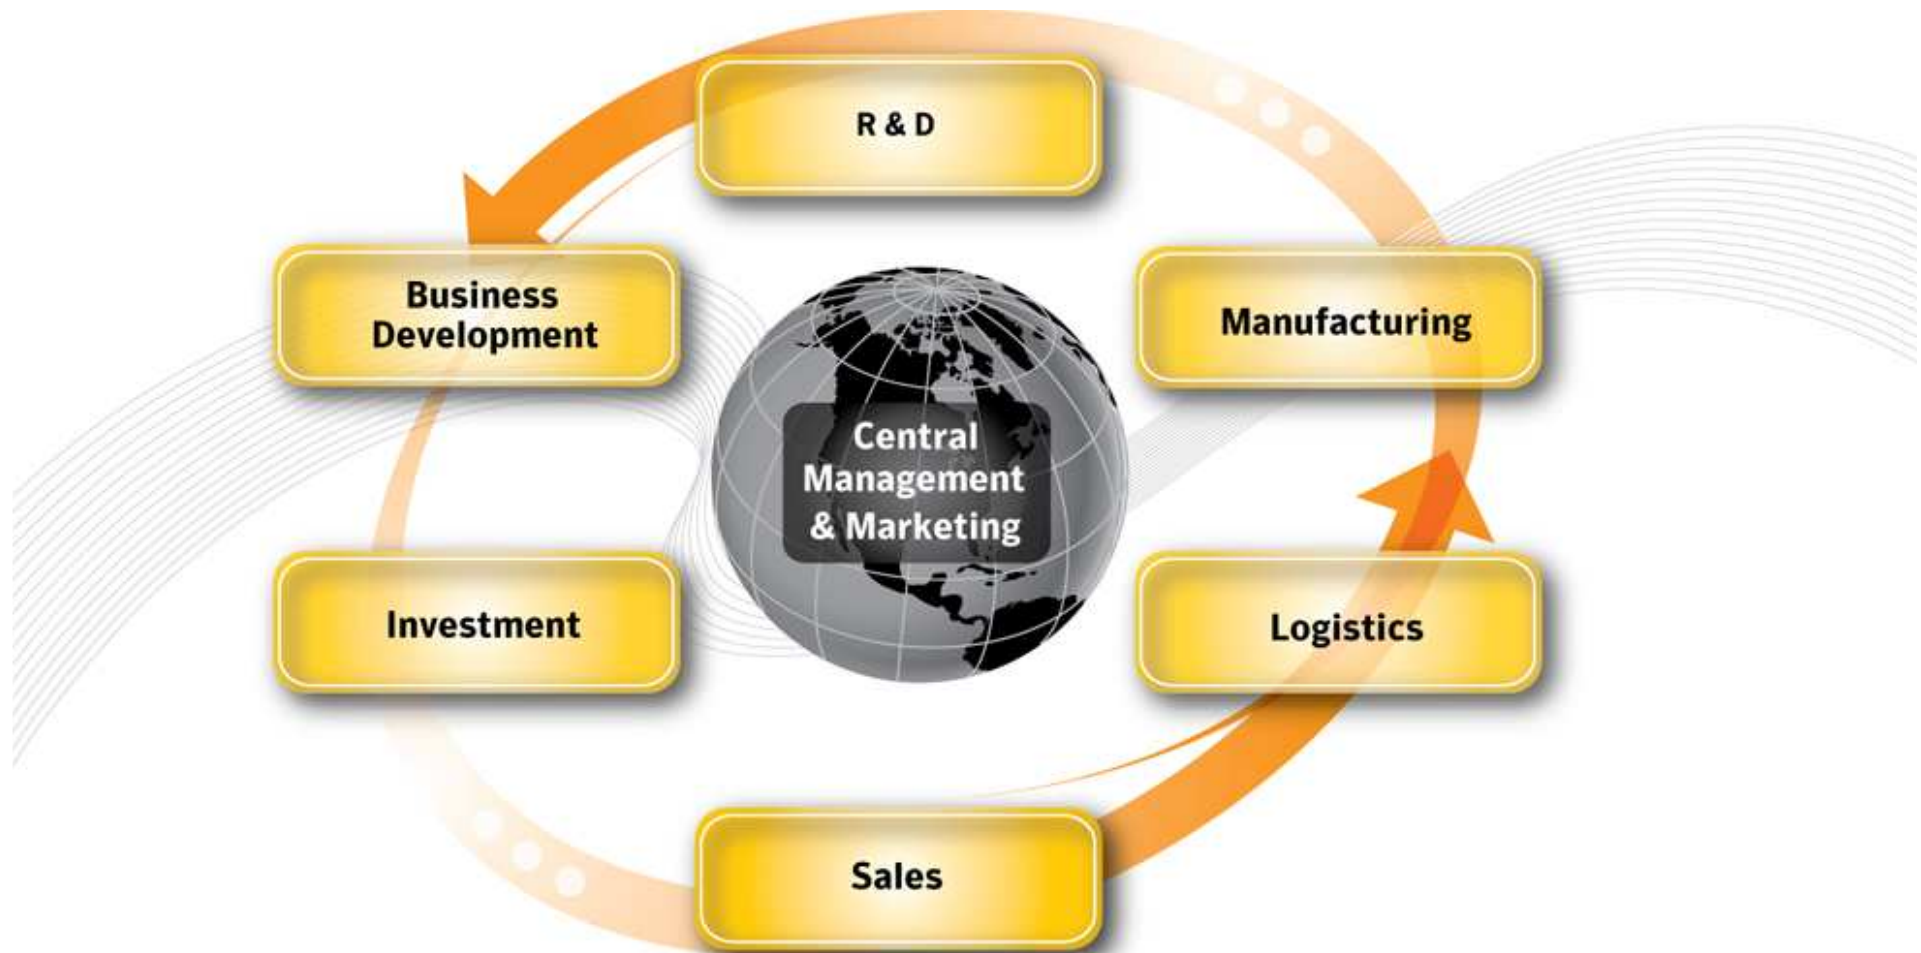 R & D
Business
Development
Manufacturing
Central
Management
& Marketing
Investment
Logistics
Sales